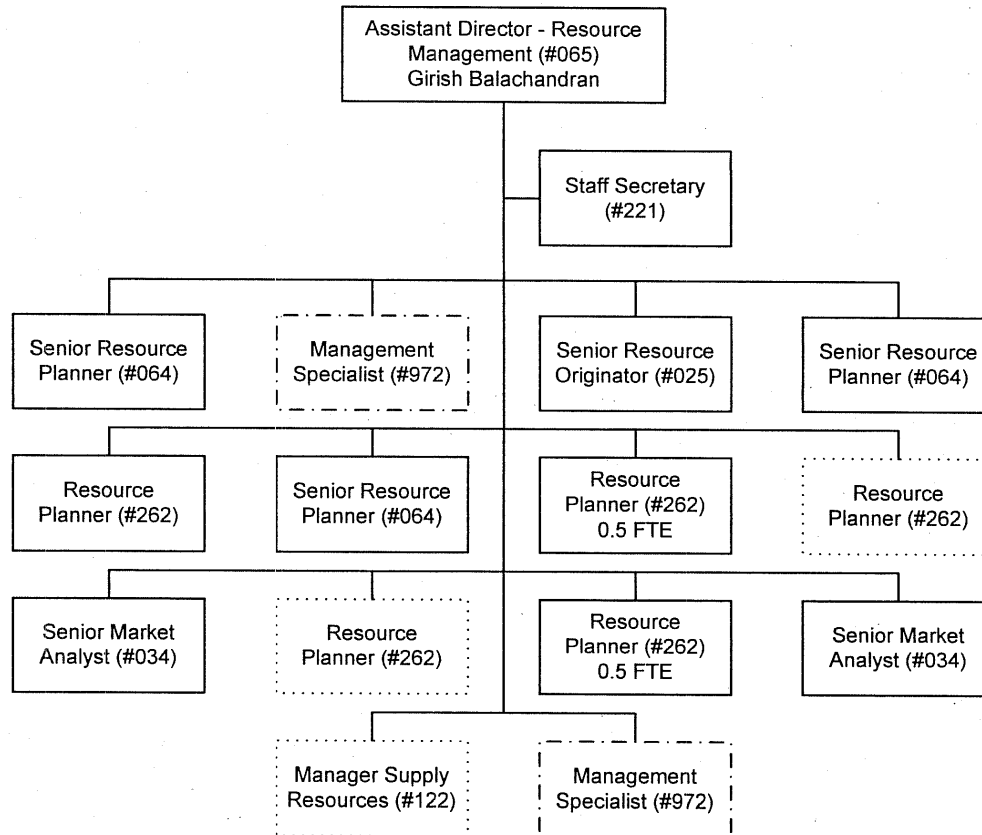 Assistant Director - Resource
Management (#065)
Girish Balachandran
Staff Secretary
(#221)
Senior Resource
Planner (#064)
Management
Specialist (#972)
Senior Resource
Originator (#025)
Senior Resource
Planner (#064)
Resource
Planner (#262)
Senior Resource
Planner (#064)
Resource
Planner (#262)
0.5 FTE
Resource
Planner (#262)
Senior Market
Analyst (#034)
Resource
Planner (#262)
Resource
Planner (#262)
0.5 FTE
Senior Market
Analyst (#034)
Manager Supply
Resources (#122)
Management
Specialist (#972)